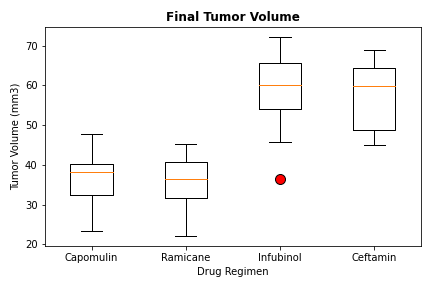 Final Tumor Volume
Tumor Volume (mm3)
70
60
50
40
30
20
Capomulin Ramicane Infubinol Ceftamin
Drug Regimen